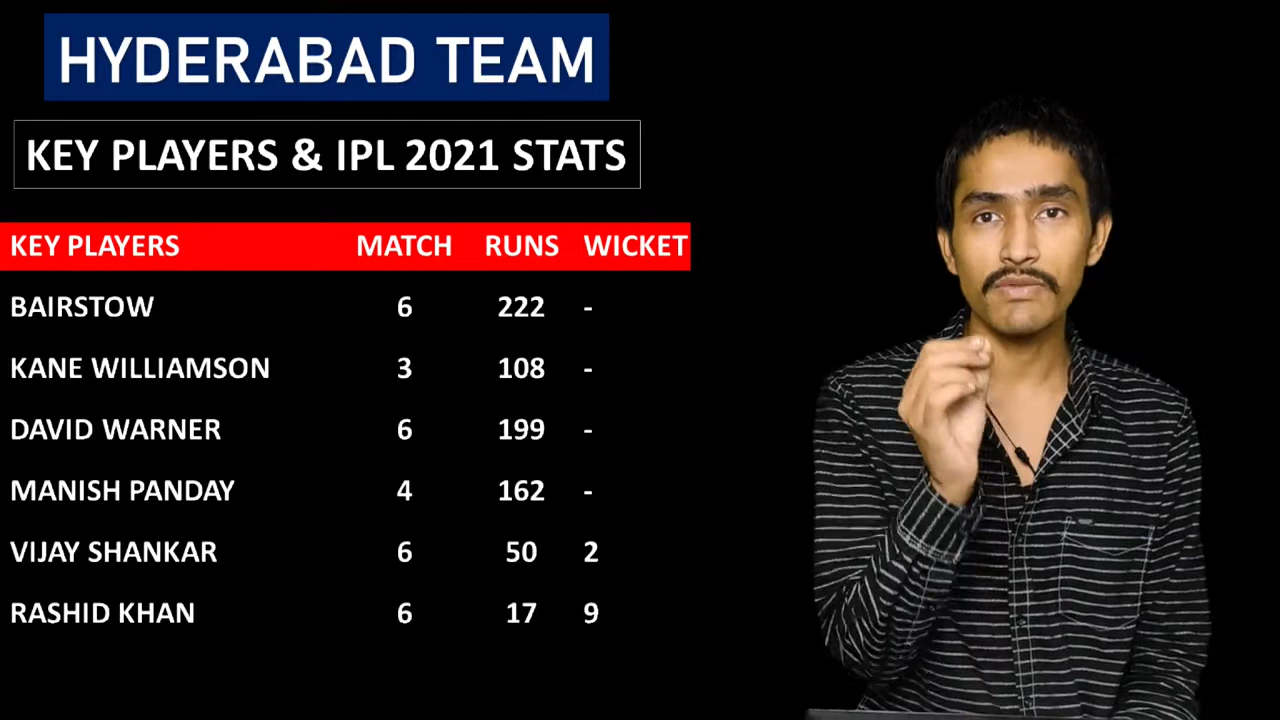 HYDERABAD TEAM
KEY PLAYERS & IPL 2021 STATS
KEY PLAYERS MATCH RUNS WICKET
BAIRSTOW 6 222 -
KANE WILLIAMSON 3 108 -
DAVID WARNER 6 199 -
MANISH PANDAY 4 162 -
VIJAY SHANKAR 6 50 2
RASHID KHAN 6 17 9